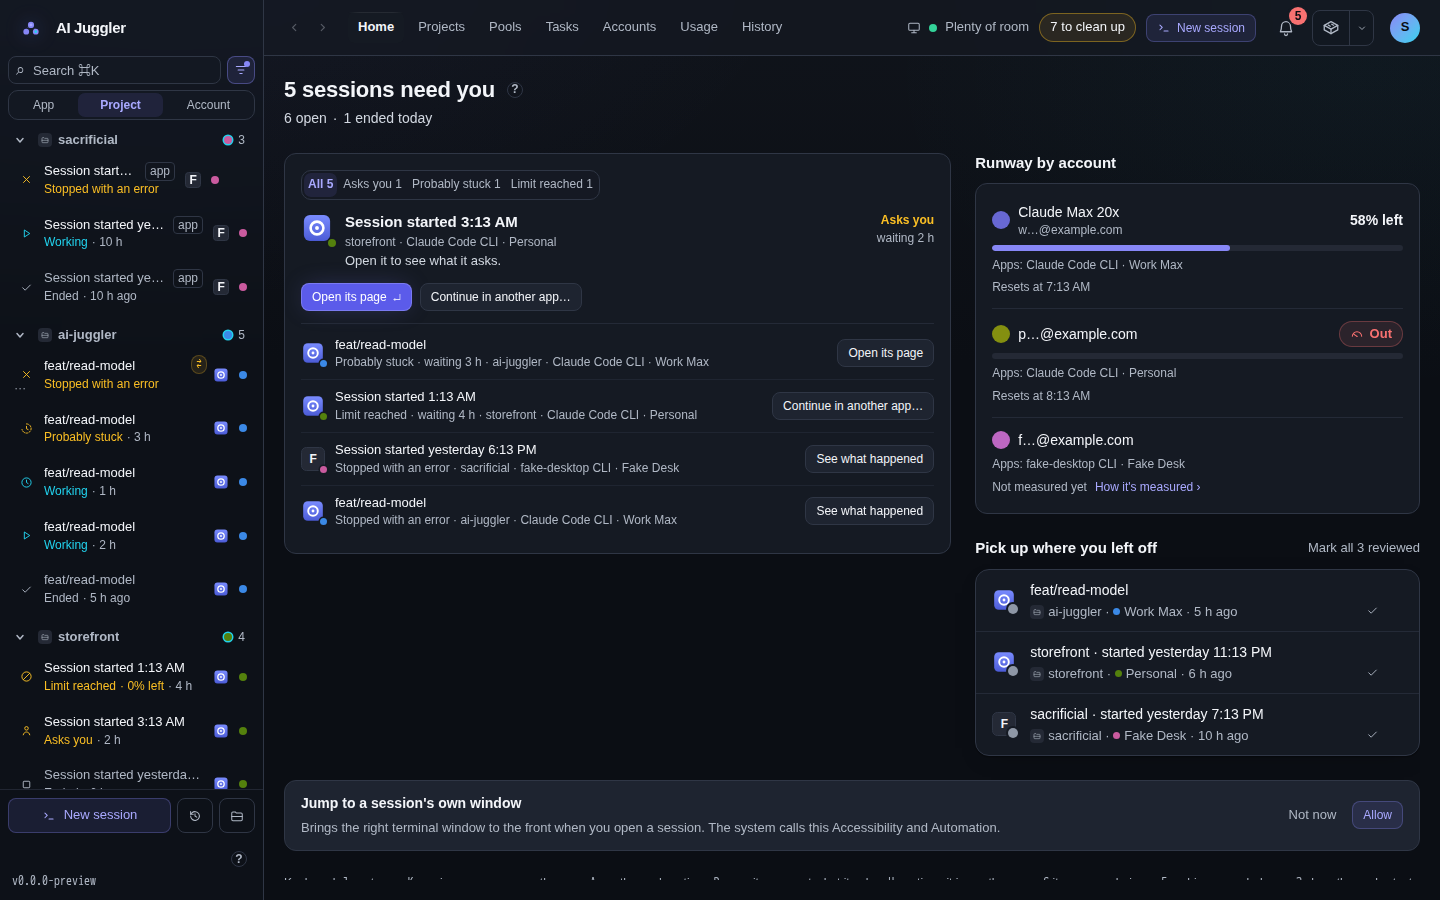 AI Juggler
Search ⌘K
App Project Account
sacrificial 3
Session start… app F
Stopped with an error
Session started ye… app F
Working · 10 h
Session started ye… app F
Ended · 10 h ago
ai-juggler 5
feat/read-model
Stopped with an error
feat/read-model
Probably stuck · 3 h
feat/read-model
Working · 1 h
feat/read-model
Working · 2 h
feat/read-model
Ended · 5 h ago
storefront 4
Session started 1:13 AM
Limit reached · 0% left · 4 h
Session started 3:13 AM
Asks you · 2 h
Session started yesterda…
New session
?
v0.0.0-preview
Home Projects Pools Tasks Accounts Usage History
Plenty of room 7 to clean up New session 5 S
5 sessions need you ?
6 open · 1 ended today
All 5 Asks you 1 Probably stuck 1 Limit reached 1
Session started 3:13 AM Asks you
storefront · Claude Code CLI · Personal waiting 2 h
Open it to see what it asks.
Open its page Continue in another app…
feat/read-model
Probably stuck · waiting 3 h · ai-juggler · Claude Code CLI · Work Max
Open its page
Session started 1:13 AM
Limit reached · waiting 4 h · storefront · Claude Code CLI · Personal
Continue in another app…
F Session started yesterday 6:13 PM
Stopped with an error · sacrificial · fake-desktop CLI · Fake Desk
See what happened
feat/read-model
Stopped with an error · ai-juggler · Claude Code CLI · Work Max
See what happened
Runway by account
Claude Max 20x 58% left
w…@example.com
Apps: Claude Code CLI · Work Max
Resets at 7:13 AM
p…@example.com Out
Apps: Claude Code CLI · Personal
Resets at 8:13 AM
f…@example.com
Apps: fake-desktop CLI · Fake Desk
Not measured yet How it's measured ›
Pick up where you left off Mark all 3 reviewed
feat/read-model
ai-juggler · Work Max · 5 h ago
storefront · started yesterday 11:13 PM
storefront · Personal · 6 h ago
F sacrificial · started yesterday 7:13 PM
sacrificial · Fake Desk · 10 h ago
Jump to a session's own window
Brings the right terminal window to the front when you open a session. The system calls this Accessibility and Automation.
Not now Allow